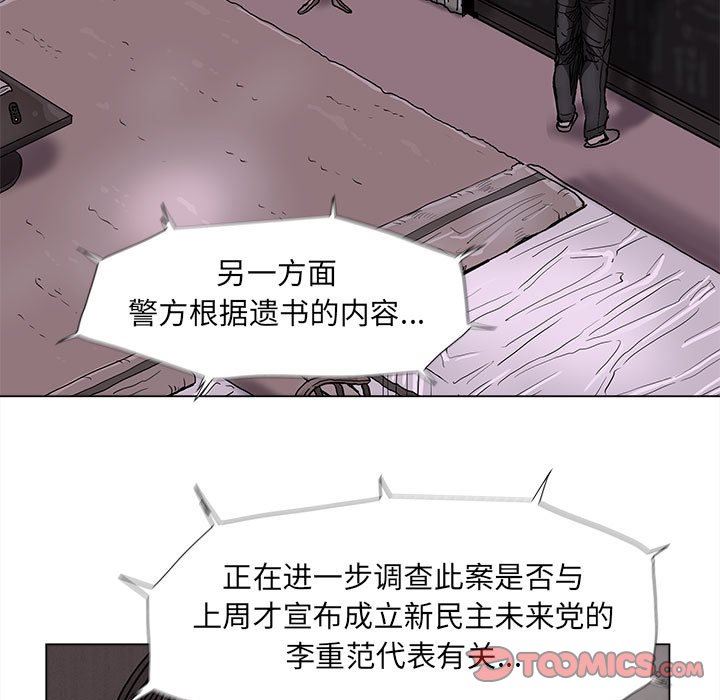 另一方面
警方根据遗书的内容...
正在进一步调查此案是否与
上周才宣布成立新民主未来党的
李重范代表有关...
TOOMICS.COM